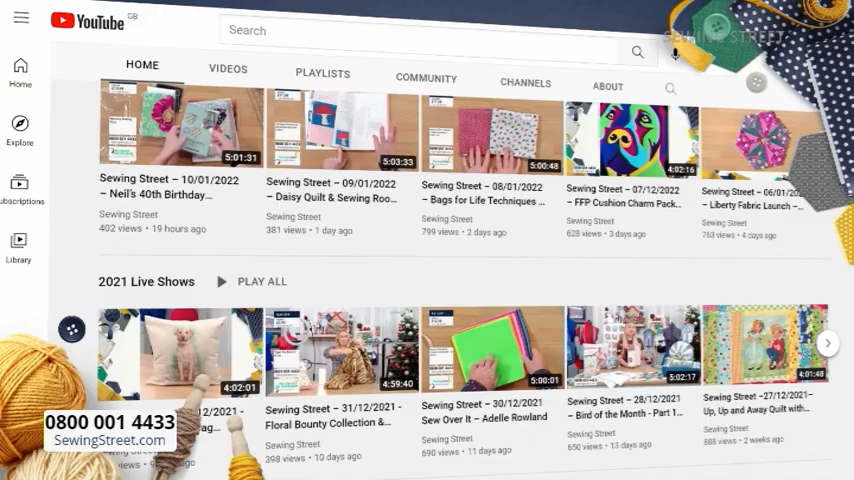 YouTube GB
Search
SEWING STREET
HOME
VIDEOS
PLAYLISTS
COMMUNITY
CHANNELS
ABOUT
Home
Explore
ubscriptions
Library
5:01:31
5:03:33
5:00:48
4:02:16
Sewing Street – 10/01/2022
– Neil's 40th Birthday...
Sewing Street
402 views • 19 hours ago
Sewing Street – 09/01/2022
– Daisy Quilt & Sewing Roo...
Sewing Street
381 views • 1 day ago
Sewing Street – 08/01/2022
– Bags for Life Techniques ...
Sewing Street
799 views • 2 days ago
Sewing Street – 07/12/2022
– FFP Cushion Charm Pack...
Sewing Street
628 views • 3 days ago
Sewing Street – 06/01/20
– Liberty Fabric Launch –...
Sewing Street
763 views • 4 days ago
2021 Live Shows
PLAY ALL
4:02:01
4:59:40
5:00:01
5:02:17
4:01:48
12/2021 -
Sewing Street – 31/12/2021 -
Floral Bounty Collection &...
Sewing Street
398 views • 10 days ago
Sewing Street – 30/12/2021
Sew Over It – Adelle Rowland
Sewing Street
690 views • 11 days ago
Sewing Street – 28/12/2021
– Bird of the Month - Part 1...
Sewing Street
650 views • 13 days ago
Sewing Street –27/12/2021–
Up, Up and Away Quilt with...
Sewing Street
888 views • 2 weeks ago
0800 001 4433
SewingStreet.com